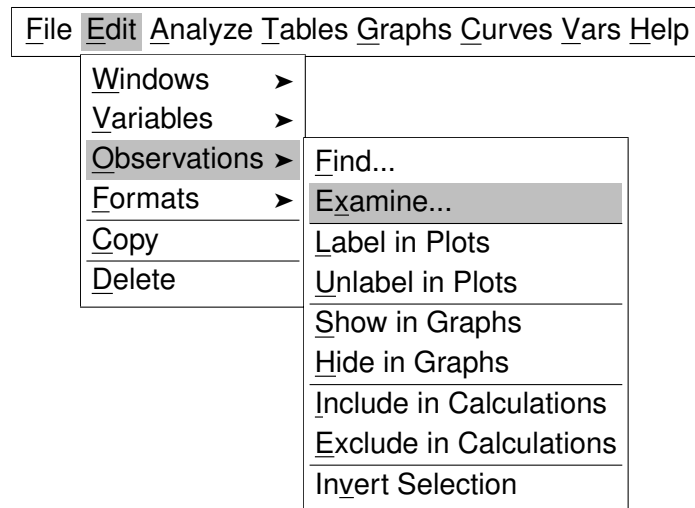 File Edit Analyze Tables Graphs Curves Vars Help
Windows ➤
Variables ➤
Observations ➤
Formats ➤
Copy
Delete
Find...
Examine...
Label in Plots
Unlabel in Plots
Show in Graphs
Hide in Graphs
Include in Calculations
Exclude in Calculations
Invert Selection